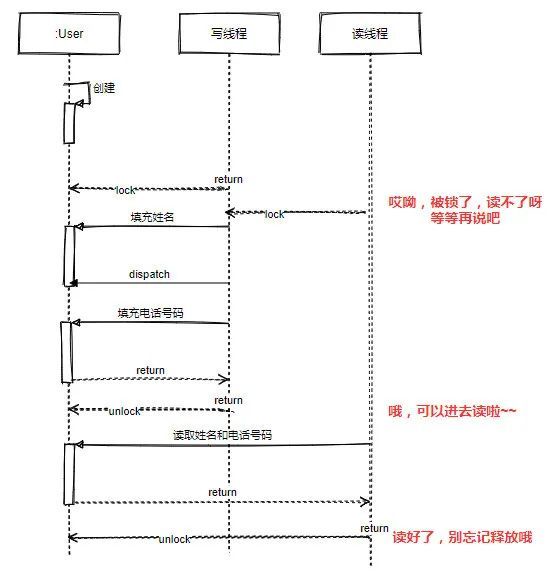 :User
写线程
读线程
创建
return
lock
lock
哎呦，被锁了，读不了呀
等等再说吧
填充姓名
dispatch
填充电话号码
return
return
unlock
哦，可以进去读啦~~
读取姓名和电话号码
return
return
unlock
读好了，别忘记释放哦